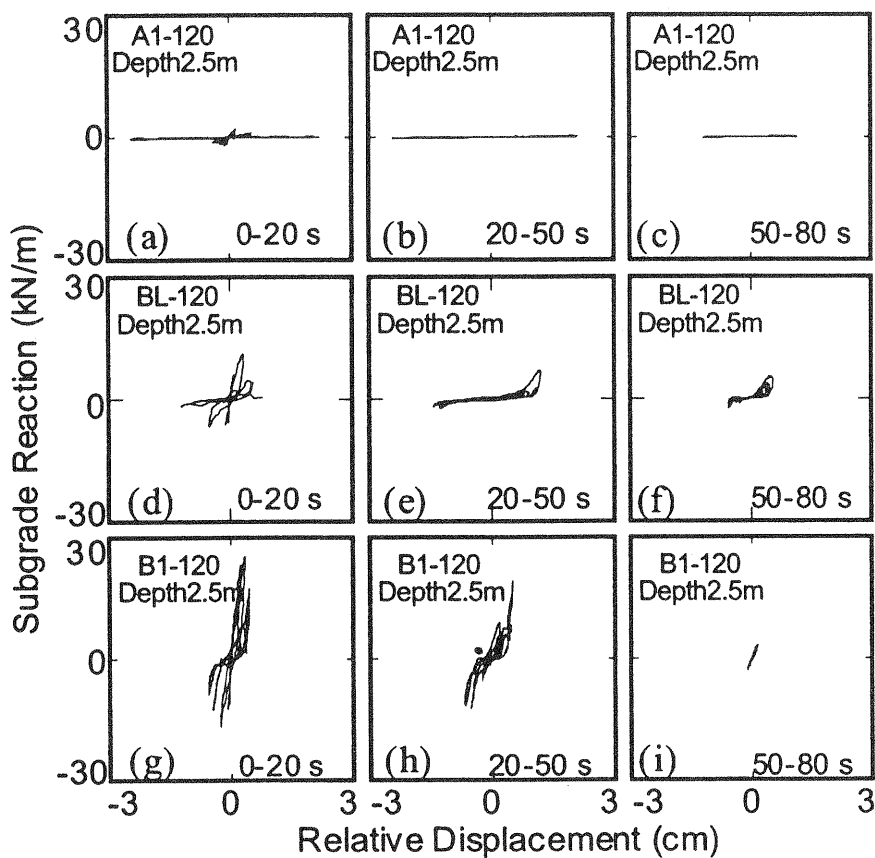 30
A1-120
Depth2.5m
A1-120
Depth2.5m
A1-120
Depth2.5m
0
-30
(a) 0-20 s
(b) 20-50 s
(c) 50-80 s
30
BL-120
Depth2.5m
BL-120
Depth2.5m
BL-120
Depth2.5m
0
-30
(d) 0-20 s
(e) 20-50 s
(f) 50-80 s
30
B1-120
Depth2.5m
B1-120
Depth2.5m
B1-120
Depth2.5m
0
-30
(g) 0-20 s
(h) 20-50 s
(i) 50-80 s
-3 0 3
0 3
0 3
Subgrade Reaction (kN/m)
Relative Displacement (cm)